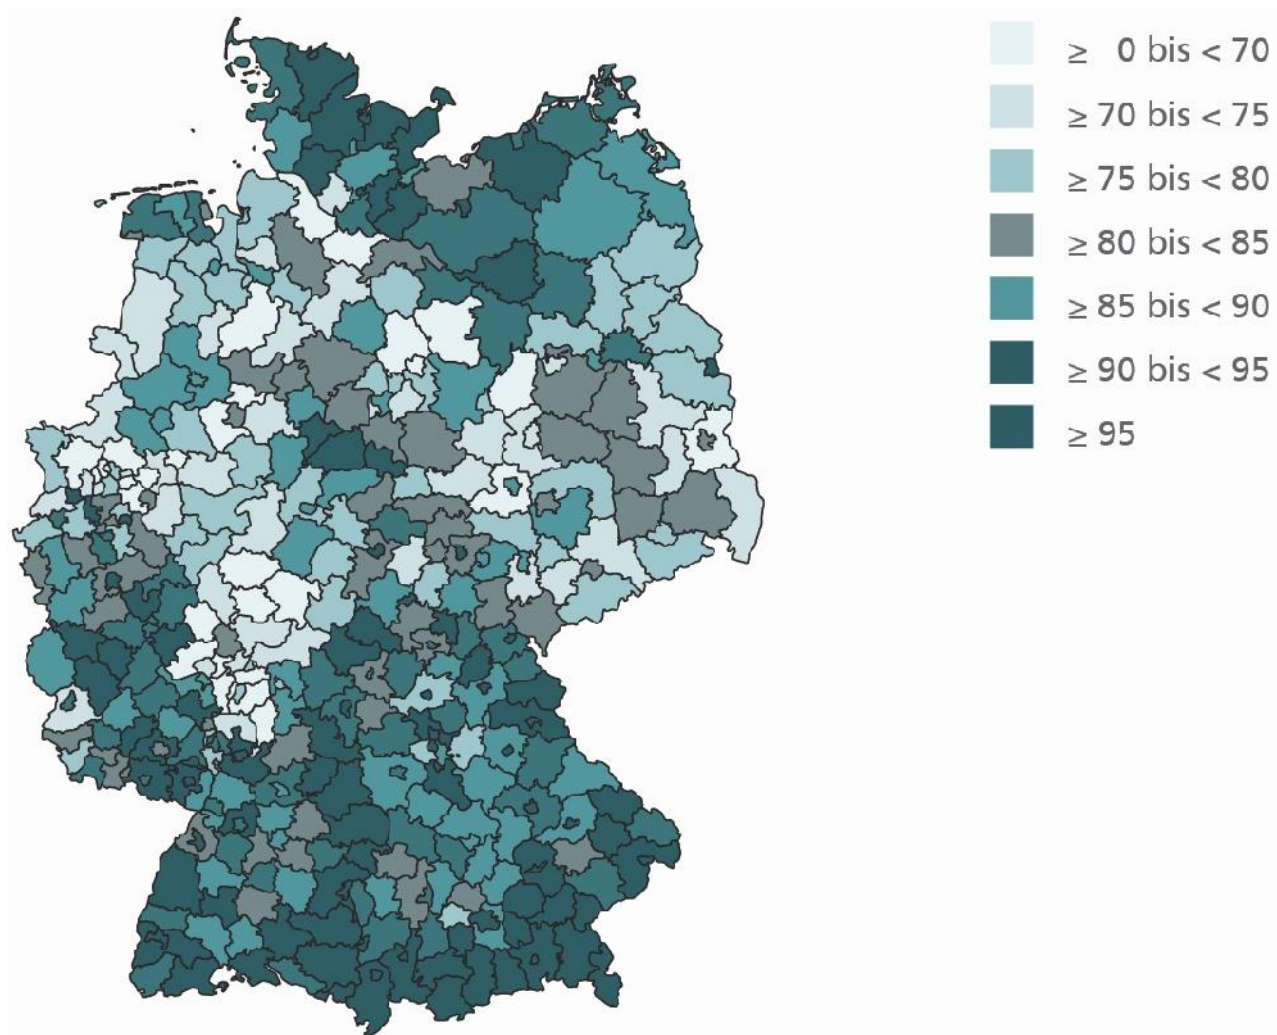 ≥ 0 bis < 70
≥ 70 bis < 75
≥ 75 bis < 80
≥ 80 bis < 85
≥ 85 bis < 90
≥ 90 bis < 95
≥ 95